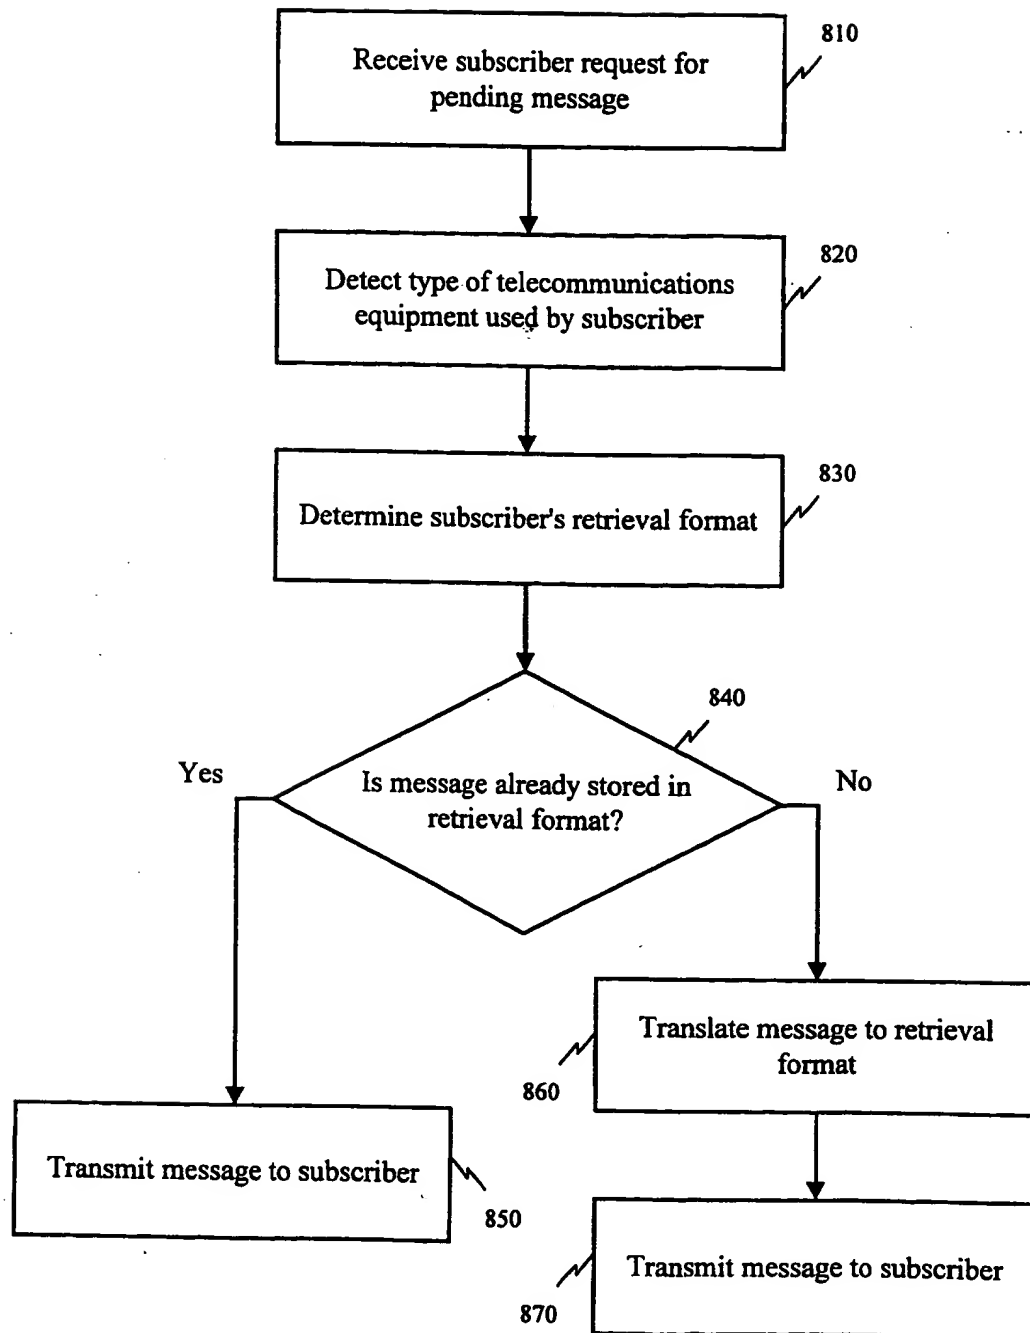 810
Receive subscriber request for
pending message
820
Detect type of telecommunications
equipment used by subscriber
830
Determine subscriber's retrieval format
840
Yes
No
Is message already stored in
retrieval format?
Translate message to retrieval
format
860
Transmit message to subscriber
850
Transmit message to subscriber
870